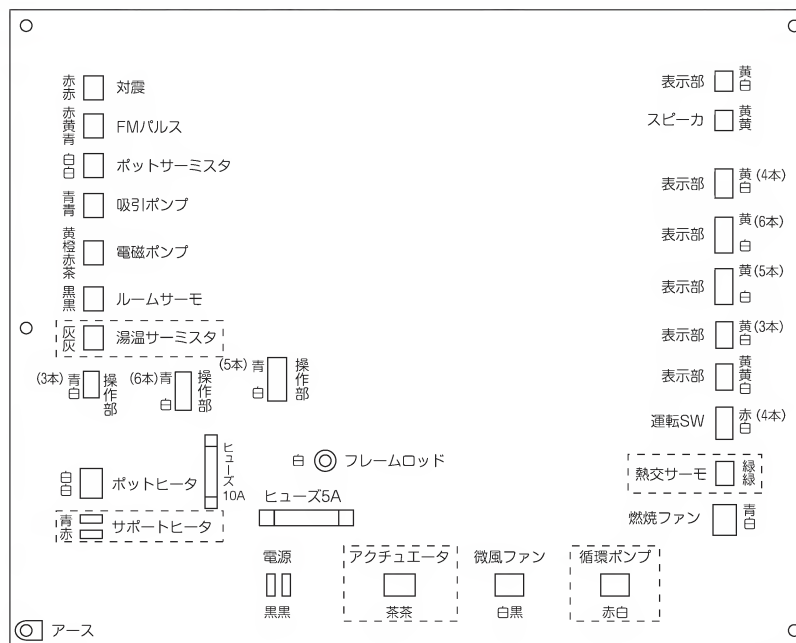 赤赤 対震
赤黄青 FMパルス
白白 ポットサーミスタ
青青 吸引ポンプ
黄橙赤茶 電磁ポンプ
黒黒 ルームサーモ
灰灰 湯温サーミスタ
(3本) 青白 操作部
(6本) 青 白 操作部
(5本) 青 白 操作部
白白 ポットヒータ
ヒューズ10A
青赤 サポートヒータ
白 フレームロッド
ヒューズ5A
表示部 黄白
スピーカ 黄黄
表示部 黄白(4本)
表示部 黄(6本)白
表示部 黄(5本)白
表示部 黄白(3本)
表示部 黄黄白
運転SW 赤白(4本)
熱交サーモ 緑緑
燃焼ファン 青白
電源
黒黒
アクチュエータ
茶茶
微風ファン
白黒
循環ポンプ
赤白
アース